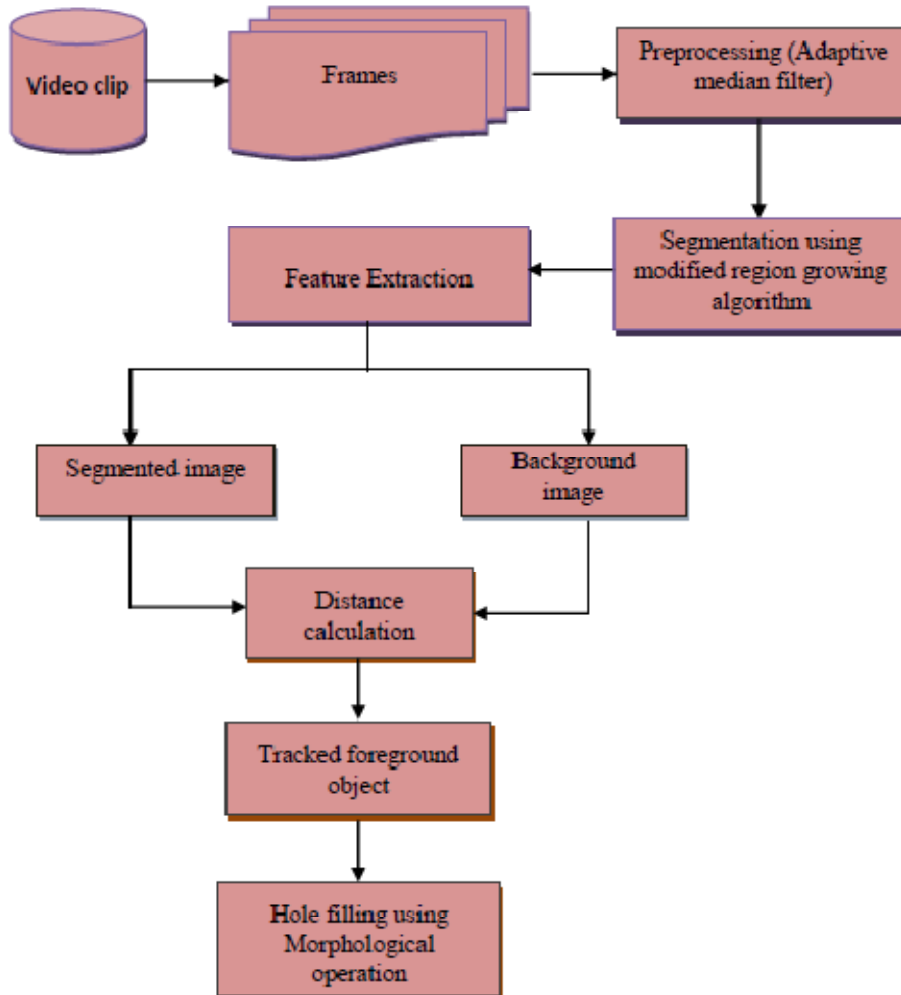 Video clip
Frames
Preprocessing (Adaptive
median filter)
Segmentation using
modified region growing
algorithm
Feature Extraction
Segmented image
Background
image
Distance
calculation
Tracked foreground
object
Hole filling using
Morphological
operation